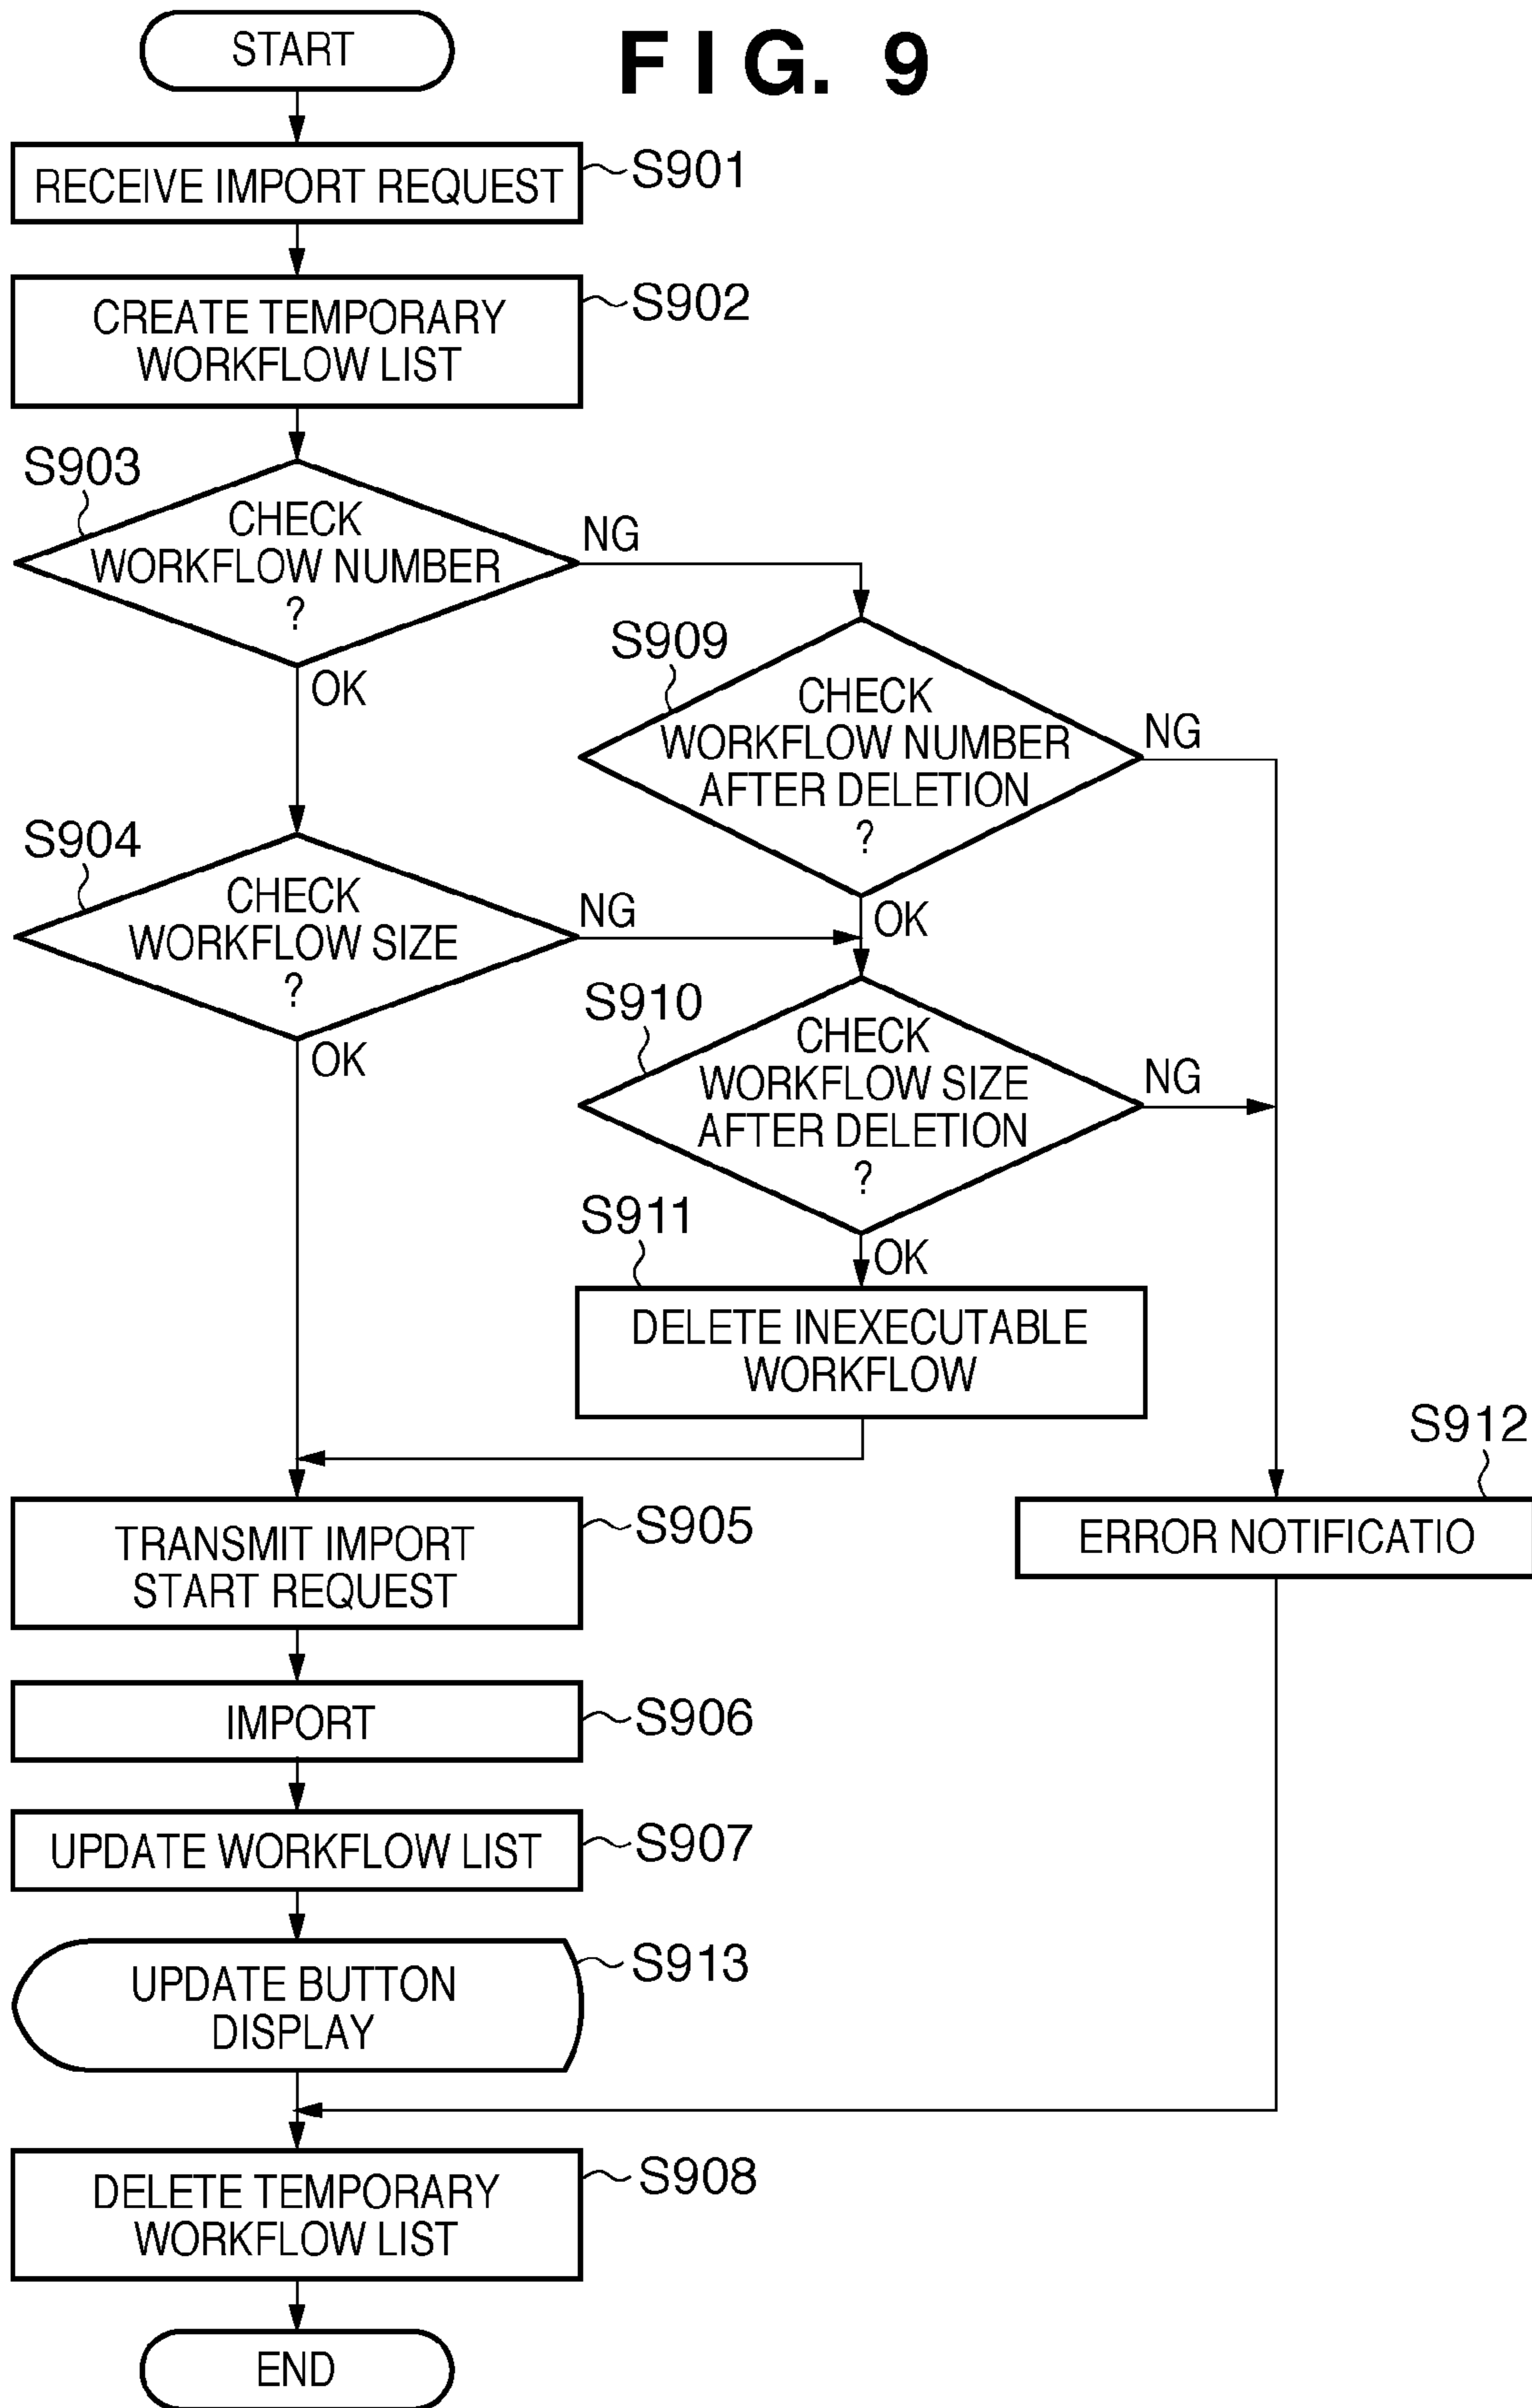 FIG. 9
START
RECEIVE IMPORT REQUEST
S901
CREATE TEMPORARY
WORKFLOW LIST
S902
S903
CHECK
WORKFLOW NUMBER
?
NG
OK
S909
CHECK
WORKFLOW NUMBER
AFTER DELETION
?
NG
OK
S904
CHECK
WORKFLOW SIZE
?
NG
OK
S910
CHECK
WORKFLOW SIZE
AFTER DELETION
?
NG
OK
S911
DELETE INEXECUTABLE
WORKFLOW
S912
ERROR NOTIFICATIO
TRANSMIT IMPORT
START REQUEST
S905
IMPORT
S906
UPDATE WORKFLOW LIST
S907
UPDATE BUTTON
DISPLAY
S913
DELETE TEMPORARY
WORKFLOW LIST
S908
END